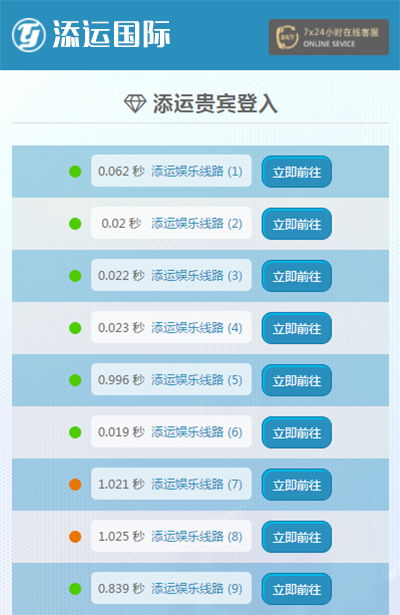 添运国际
24/7
7x24小时在线客服
ONLINE SEVICE
添运贵宾登入
0.062 秒 添运娱乐线路 (1) 立即前往
0.02 秒 添运娱乐线路 (2) 立即前往
0.022 秒 添运娱乐线路 (3) 立即前往
0.023 秒 添运娱乐线路 (4) 立即前往
0.996 秒 添运娱乐线路 (5) 立即前往
0.019 秒 添运娱乐线路 (6) 立即前往
1.021 秒 添运娱乐线路 (7) 立即前往
1.025 秒 添运娱乐线路 (8) 立即前往
0.839 秒 添运娱乐线路 (9) 立即前往